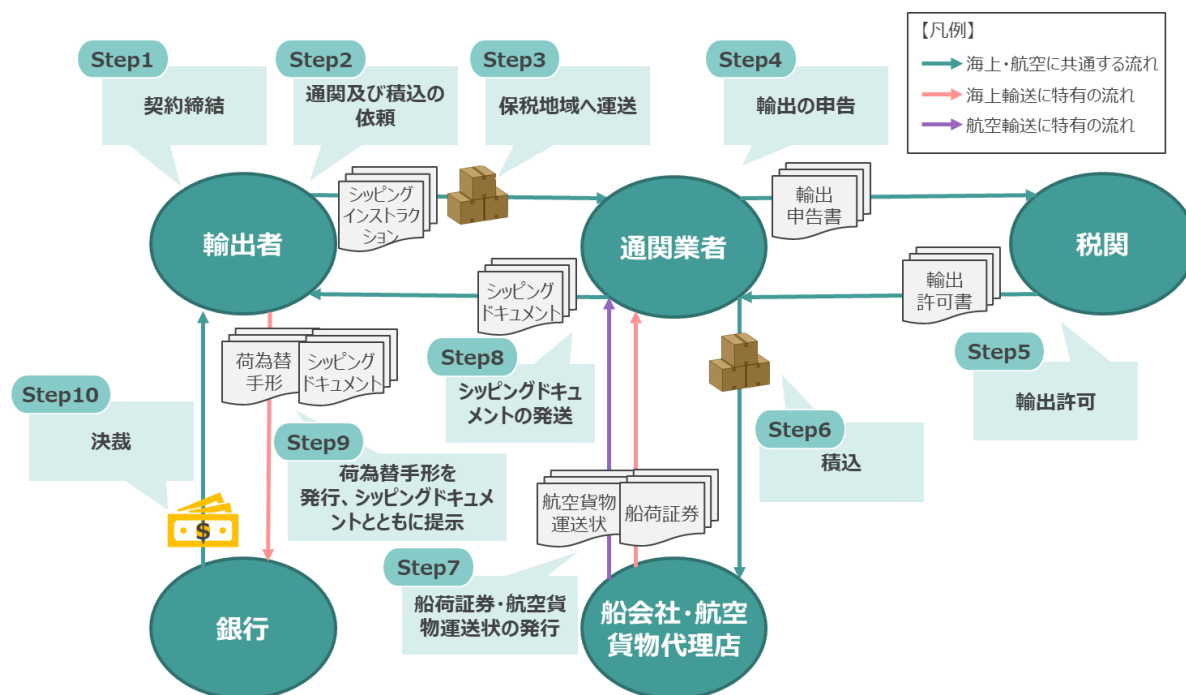 【凡例】
海上・航空に共通する流れ
海上輸送に特有の流れ
航空輸送に特有の流れ
Step1
契約締結
Step2
通関及び積込の
依頼
Step3
保税地域へ運送
Step4
輸出の申告
輸出者
シッピング
インストラク
ション
通関業者
輸出
申告書
税関
シッピング
ドキュメント
輸出
許可書
荷為替
手形
シッピング
ドキュメント
Step8
シッピングドキュ
メントの発送
Step5
輸出許可
Step10
決裁
Step9
荷為替手形を
発行、シッピングドキュメ
ントとともに提示
Step6
積込
航空貨物
運送状
船荷証券
Step7
船荷証券・航空貨
物運送状の発行
$
銀行
船会社・航空
貨物代理店